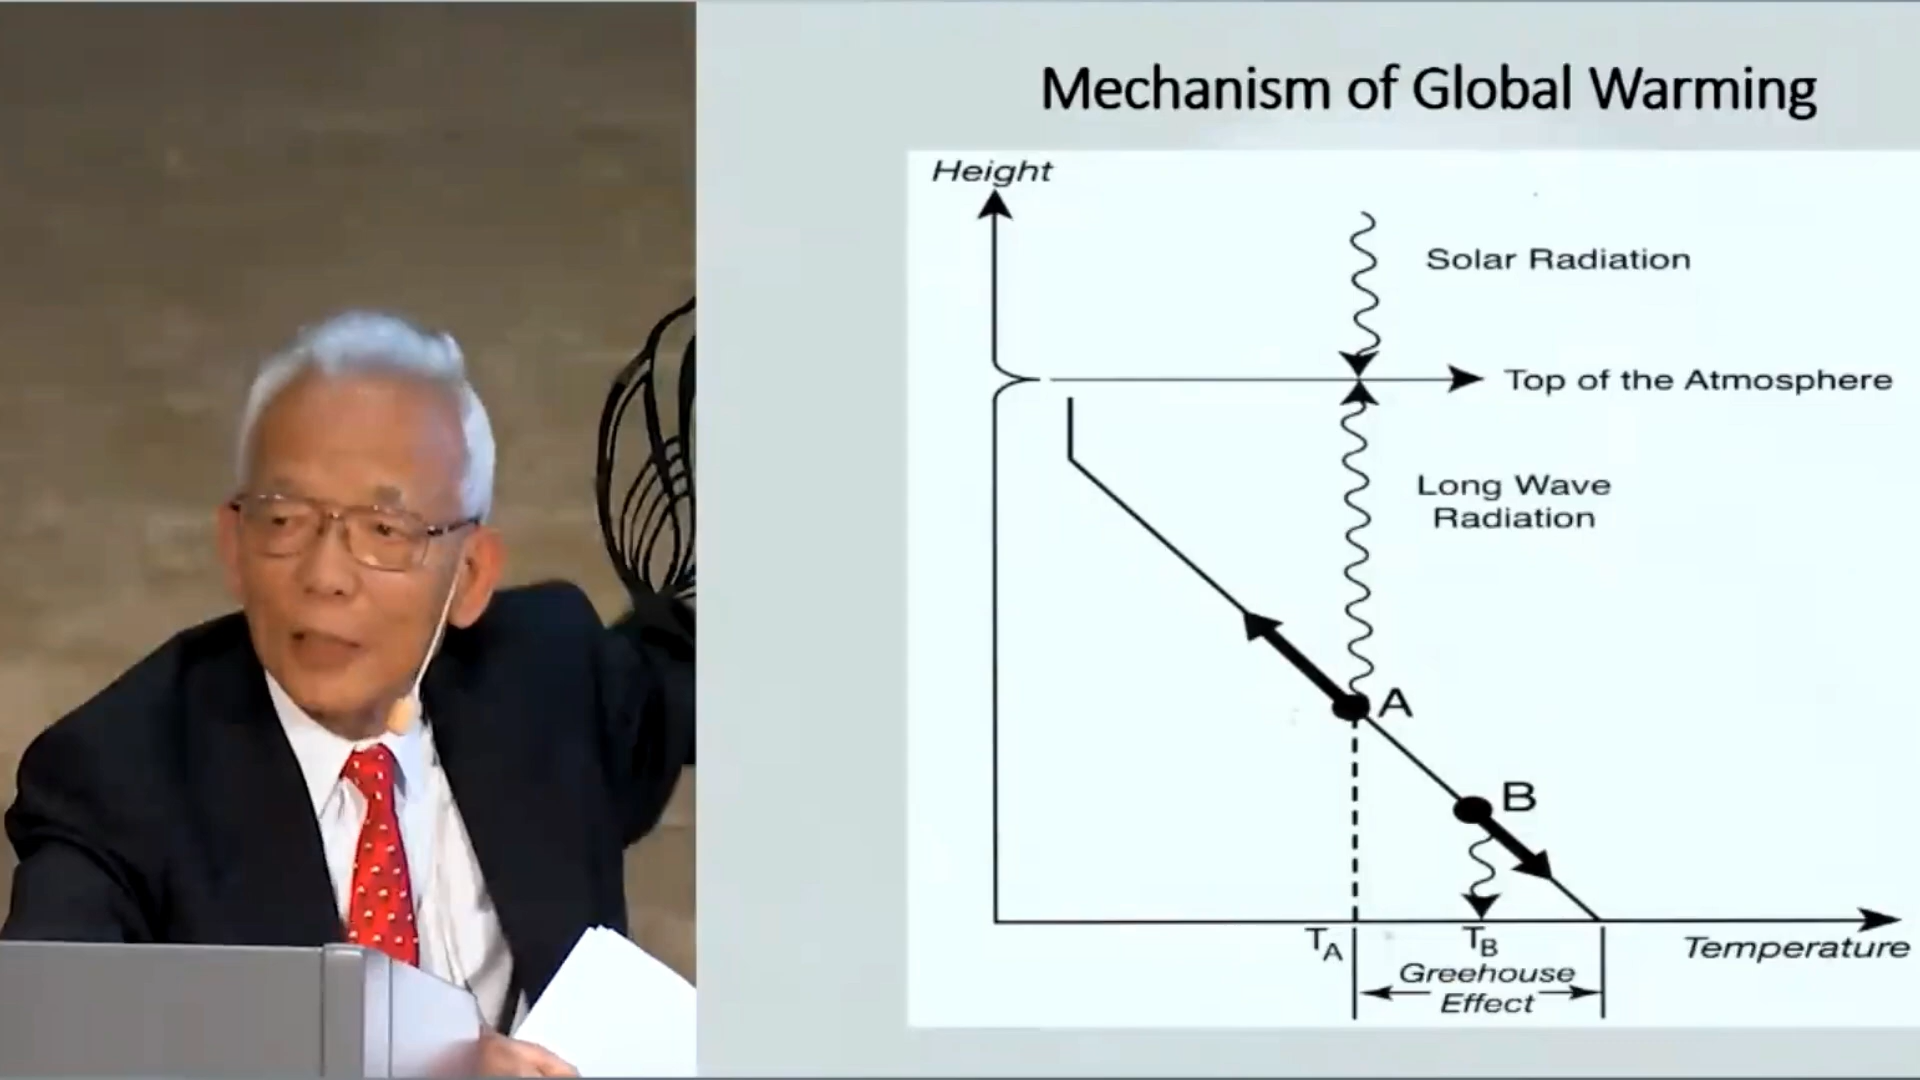 Mechanism of Global Warming
Height
Solar Radiation
Top of the Atmosphere
Long Wave
Radiation
A
B
TA
TB
Temperature
Greehouse
Effect